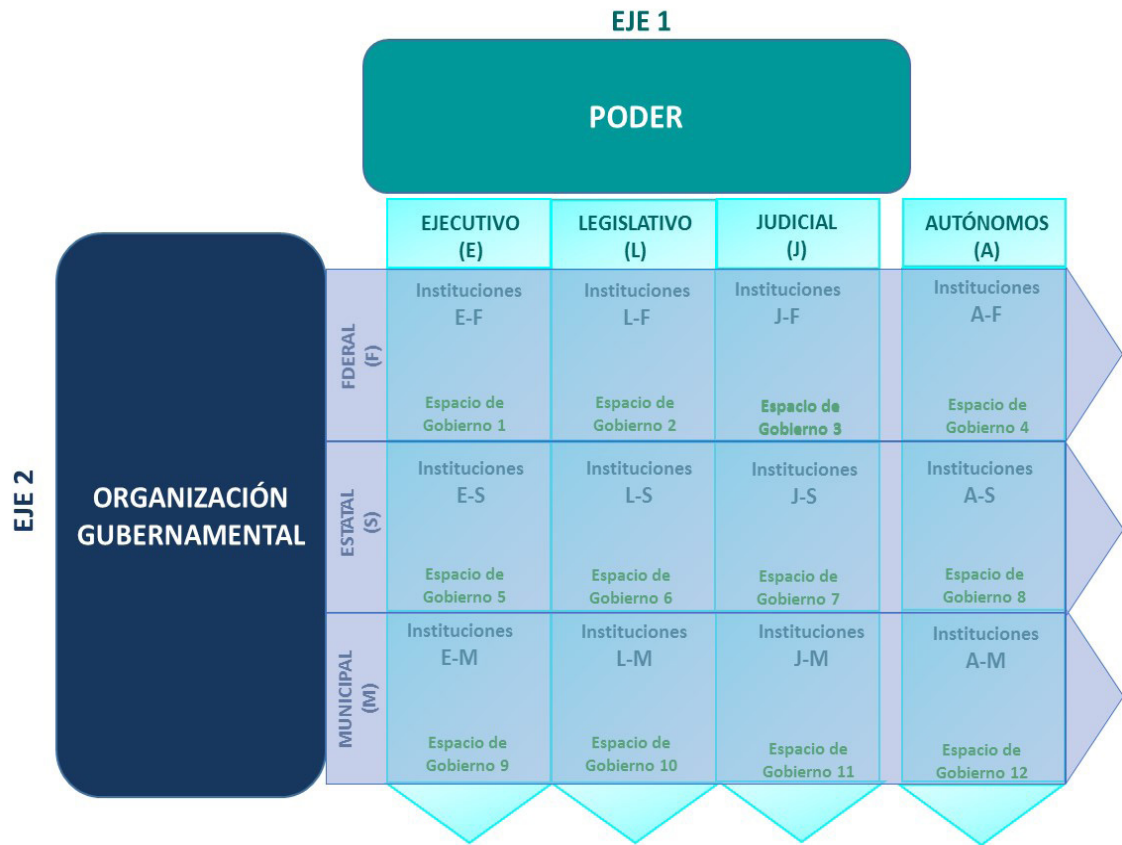 EJE 1
PODER
EJECUTIVO
(E)
LEGISLATIVO
(L)
JUDICIAL
(J)
AUTÓNOMOS
(A)
EJE 2
ORGANIZACIÓN
GUBERNAMENTAL
FDERAL
(F)
Instituciones
E-F
Espacio de
Gobierno 1
Instituciones
L-F
Espacio de
Gobierno 2
Instituciones
J-F
Espacio de
Gobierno 3
Instituciones
A-F
Espacio de
Gobierno 4
ESTATAL
(S)
Instituciones
E-S
Espacio de
Gobierno 5
Instituciones
L-S
Espacio de
Gobierno 6
Instituciones
J-S
Espacio de
Gobierno 7
Instituciones
A-S
Espacio de
Gobierno 8
MUNICIPAL
(M)
Instituciones
E-M
Espacio de
Gobierno 9
Instituciones
L-M
Espacio de
Gobierno 10
Instituciones
J-M
Espacio de
Gobierno 11
Instituciones
A-M
Espacio de
Gobierno 12